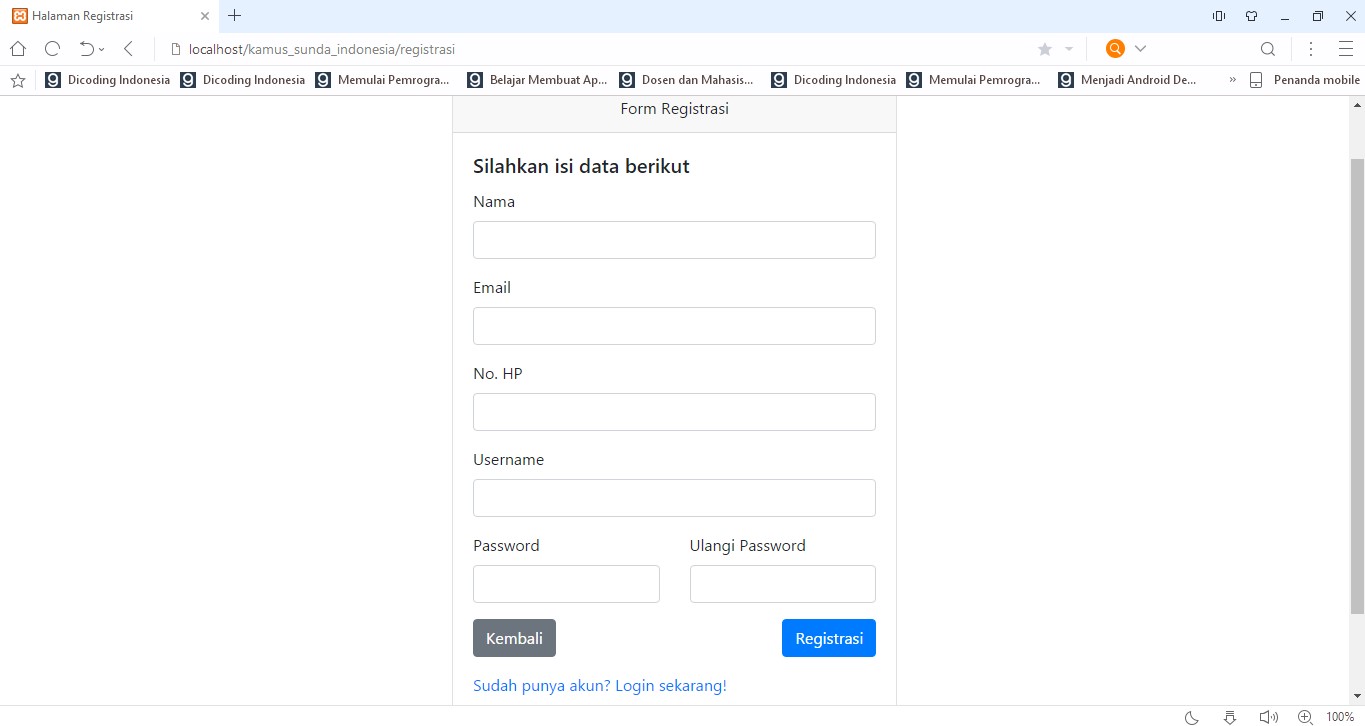 Halaman Registrasi
localhost/kamus_sunda_indonesia/registrasi
Dicoding Indonesia Dicoding Indonesia Memulai Pemrogra... Belajar Membuat Ap... Dosen dan Mahasis... Dicoding Indonesia Memulai Pemrogra... Menjadi Android De... » Penanda mobile
Form Registrasi
Silahkan isi data berikut
Nama
Email
No. HP
Username
Password Ulangi Password
Kembali Registrasi
Sudah punya akun? Login sekarang!
100%